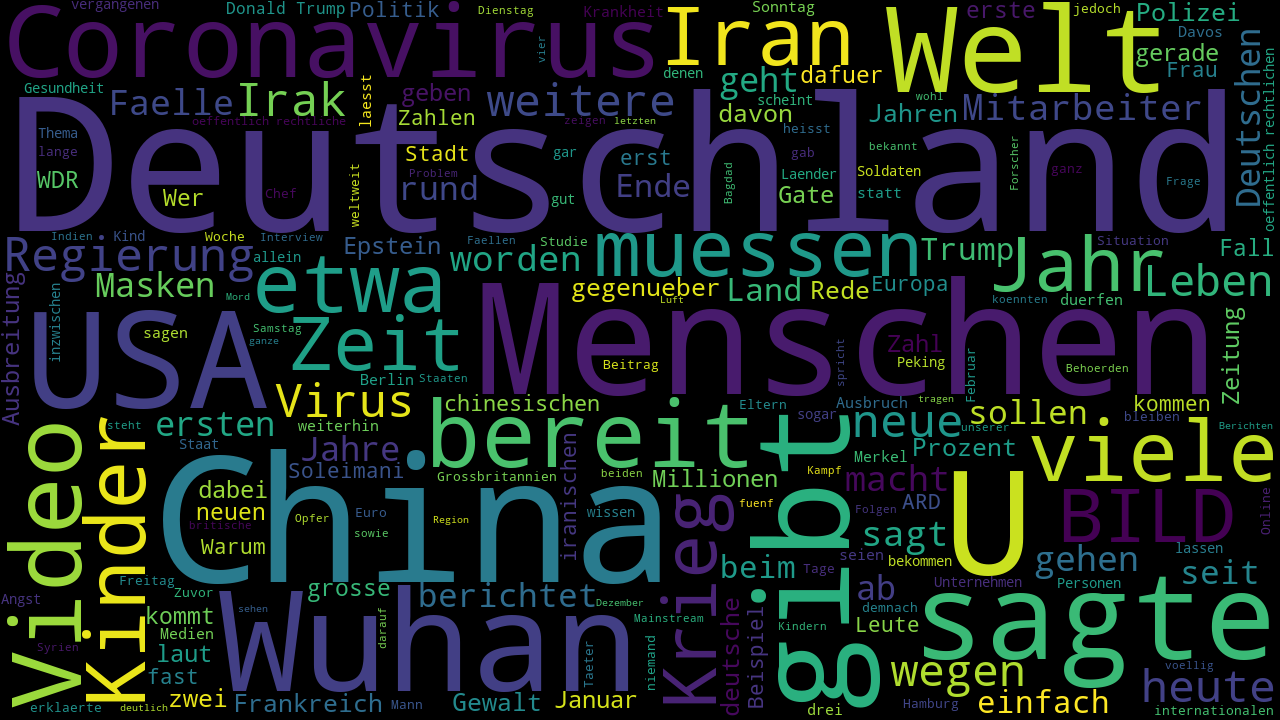 vergangenen
Donald Trump
Politik
Dienstag
Krankheit
Sonntag
erste
jedoch
Polizei
Coronavirus
vier
Iran
Welt
Davos
gerade
denen
geht
dafuer
Frau
Deutschen
oeffentlich rechtlichen
Gesundheit
Faelle
Irak
laesst
geben
weitere
scheint
wohl
Mitarbeiter
oeffentlich rechtliche
Zahlen
zeigen
letzten
davon
Jahren
heisst
Thema
lange
Deutschland
Stadt
gar
erst
gab
bekannt
Forscher
WDR
Problem
Laender
Soldaten
ganz
Frage
Wer
Chef
weltweit
rund
gut
Ende
Bagdad
Gate
statt
Indien
Kind
Woche
Interview
Faellen
Studie
Situation
Regierung
allein
Epstein
worden
muessen
Trump
Jahr
Fall
Masken
Mord
etwa
gegenueber
Luft
Land
Rede
Europa
koennten
duerfen
Leben
Ausbreitung
inzwischen
sagen
Samstag
ganze
USA
Zeit
Menschen
Beitrag
spricht
Zahl
Peking
Februar
Behoerden
Zeitung
Berlin
Staaten
Virus
chinesischen
Eltern
sogar
Ausbruch
tragen
kommen
bleiben
steht
ersten
weiterhin
bereit
gibt
neue
unserer
sollen
Berichten
Staat
Jahre
Merkel
Prozent
viele
Video
Kinder
Soleimani
Grossbritannien
iranischen
beiden
Millionen
Kampf
macht
China
dabei
neuen
britische
Opfer
Euro
sowie
Region
wissen
Krieg
fuenf
Folgen
ARD
U
BILD
Online
Warum
sagt
gehen
lassen
seit
Freitag
Zuvor
grosse
berichtet
beim
Tage
seien
bekommen
Unternehmen
Personen
Angst
kommt
sehen
Wuhan
Dezember
Mainstream
deutsche
Beispiel
Kindern
ab
demnach
Leute
sagte
Medien
darauf
Syrien
laut
fast
Taeter
niemand
wegen
voellig
heute
erklaerte
deutlich
zwei
Frankreich
Mann
Gewalt
Januar
drei
Hamburg
einfach
internationalen